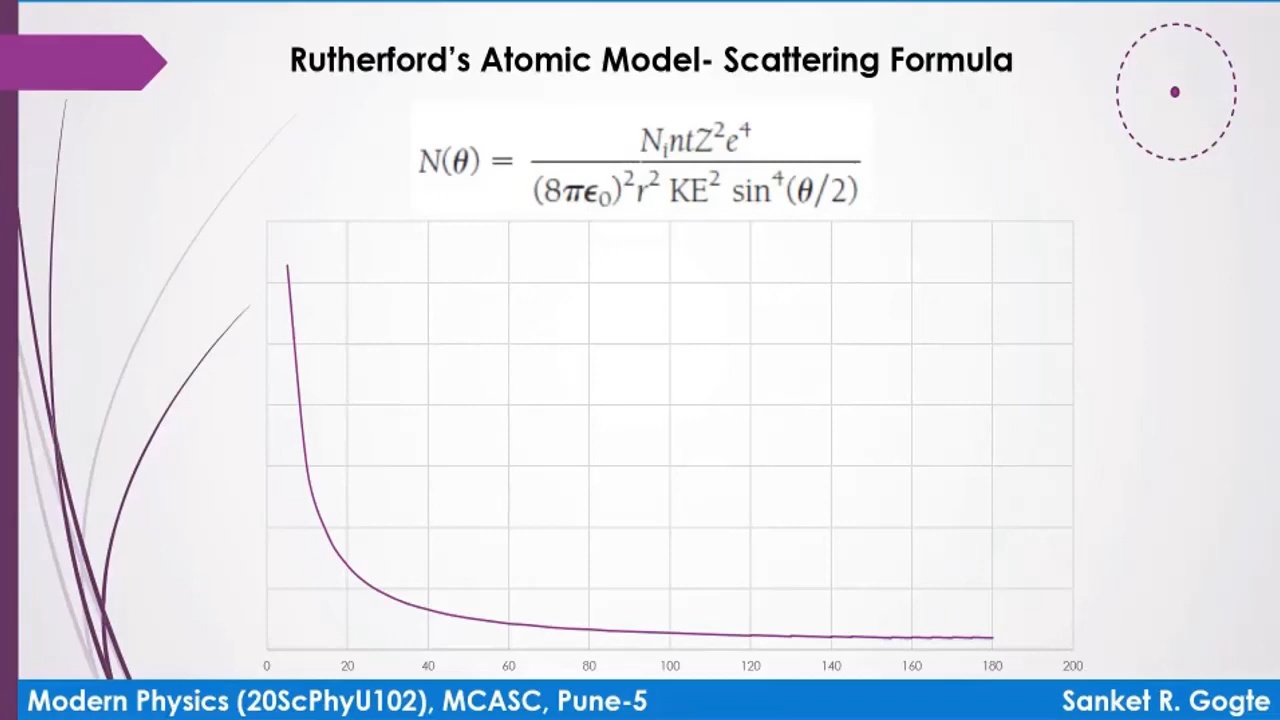 Rutherford's Atomic Model- Scattering Formula
N(θ) = NᵢntZ²e⁴ / (8πϵ₀)²r² KE² sin⁴(θ/2)
0 20 40 60 80 100 120 140 160 180 200
Modern Physics (20ScPhyU102), MCASC, Pune-5 Sanket R. Gogte